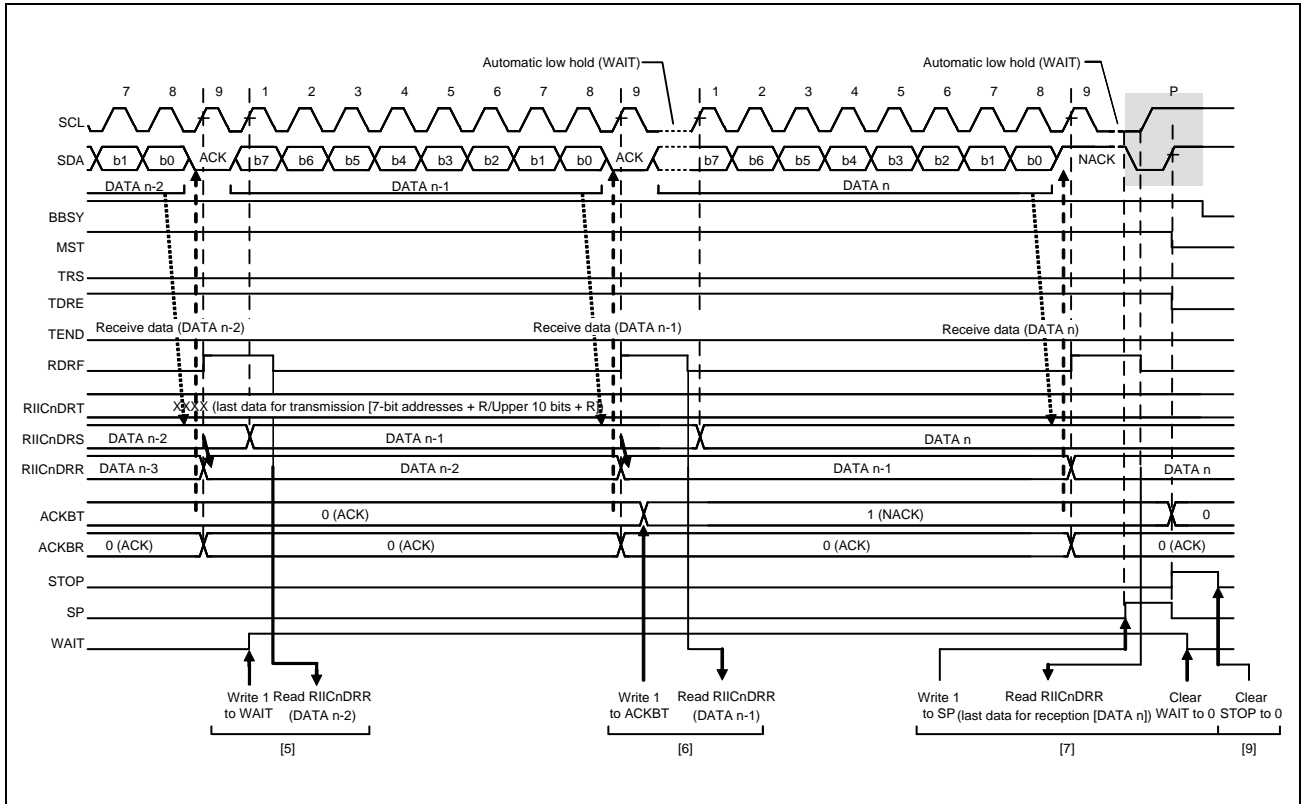 Automatic low hold (WAIT)
Automatic low hold (WAIT)
7 8 9 1 2 3 4 5 6 7 8 9 1 2 3 4 5 6 7 8 9 P
SCL
SDA b1 b0 ACK b7 b6 b5 b4 b3 b2 b1 b0 ACK b7 b6 b5 b4 b3 b2 b1 b0 NACK
DATA n-2 DATA n-1 DATA n
BBSY
MST
TRS
TDRE
TEND
Receive data (DATA n-2) Receive data (DATA n-1) Receive data (DATA n)
RDRF
RIICnDRT XXXX (last data for transmission [7-bit addresses + R/Upper 10 bits + R]
RIICnDRS DATA n-2 DATA n-1 DATA n
RIICnDRR DATA n-3 DATA n-2 DATA n-1 DATA n
ACKBT 0 (ACK) 1 (NACK) 0
ACKBR 0 (ACK) 0 (ACK) 0 (ACK) 0 (ACK)
STOP
SP
WAIT
Write 1
to WAIT
Read RIICnDRR
(DATA n-2)
Write 1
to ACKBT
Read RIICnDRR
(DATA n-1)
Write 1
to SP
Read RIICnDRR
(last data for reception [DATA n])
Clear
WAIT to 0
Clear
STOP to 0
[5] [6] [7] [9]